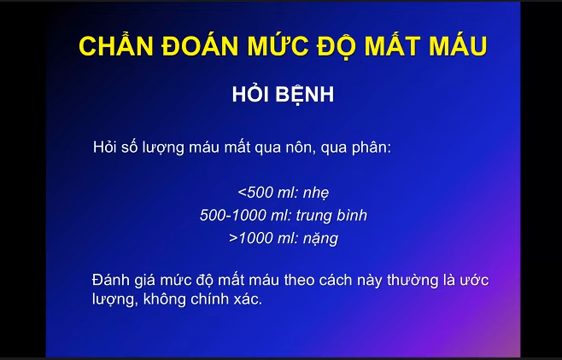 CHẨN ĐOÁN MỨC ĐỘ MẤT MÁU
HỎI BỆNH
Hỏi số lượng máu mất qua nôn, qua phân:
<500 ml: nhẹ
500-1000 ml: trung bình
>1000 ml: nặng
Đánh giá mức độ mất máu theo cách này thường là ước
lượng, không chính xác.